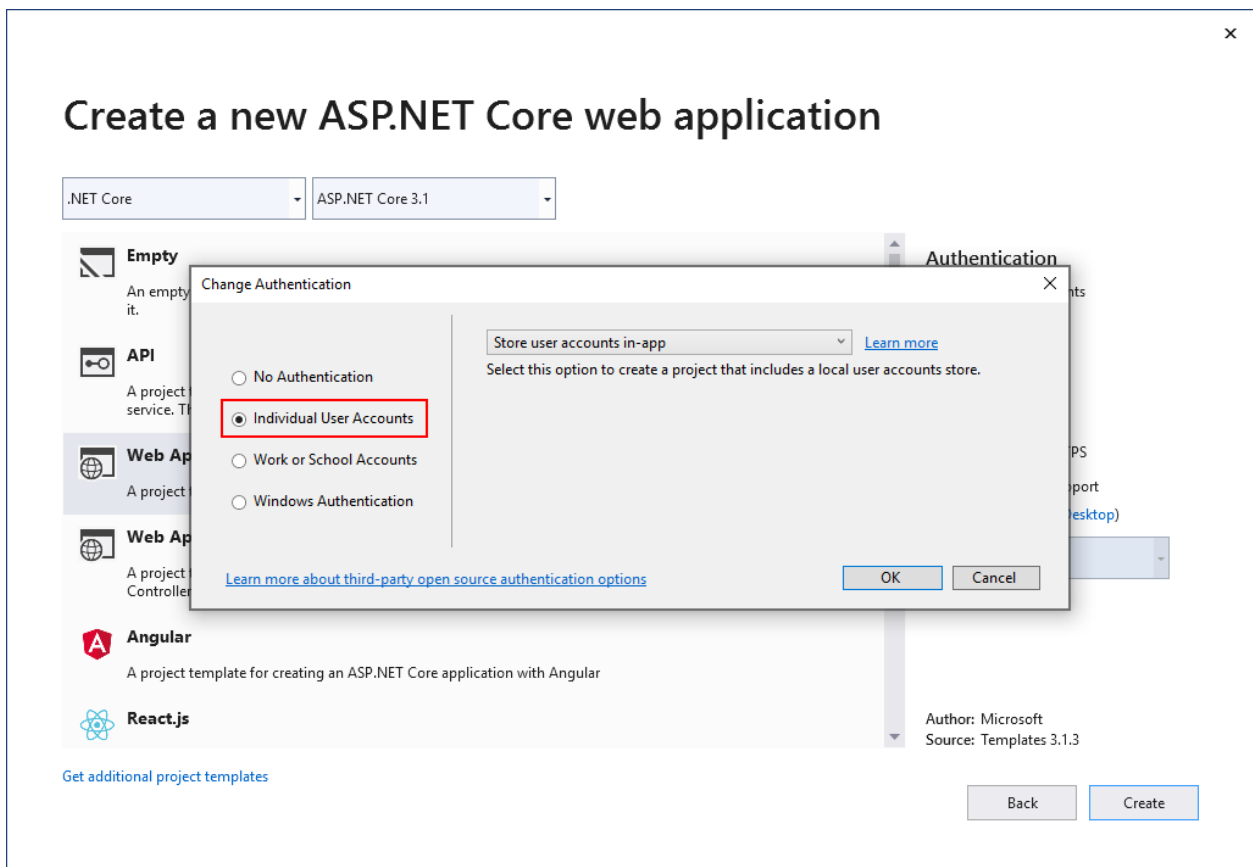 Create a new ASP.NET Core web application
.NET Core
ASP.NET Core 3.1
Empty
An empty
it.
API
A project
service. Th
Web Ap
A project
Web Ap
A project
Controller
Angular
A project template for creating an ASP.NET Core application with Angular
React.js
Get additional project templates
Change Authentication
No Authentication
Individual User Accounts
Work or School Accounts
Windows Authentication
Store user accounts in-app
Learn more
Select this option to create a project that includes a local user accounts store.
Learn more about third-party open source authentication options
OK
Cancel
Authentication
nts
PS
port
Desktop)
Author: Microsoft
Source: Templates 3.1.3
Back
Create